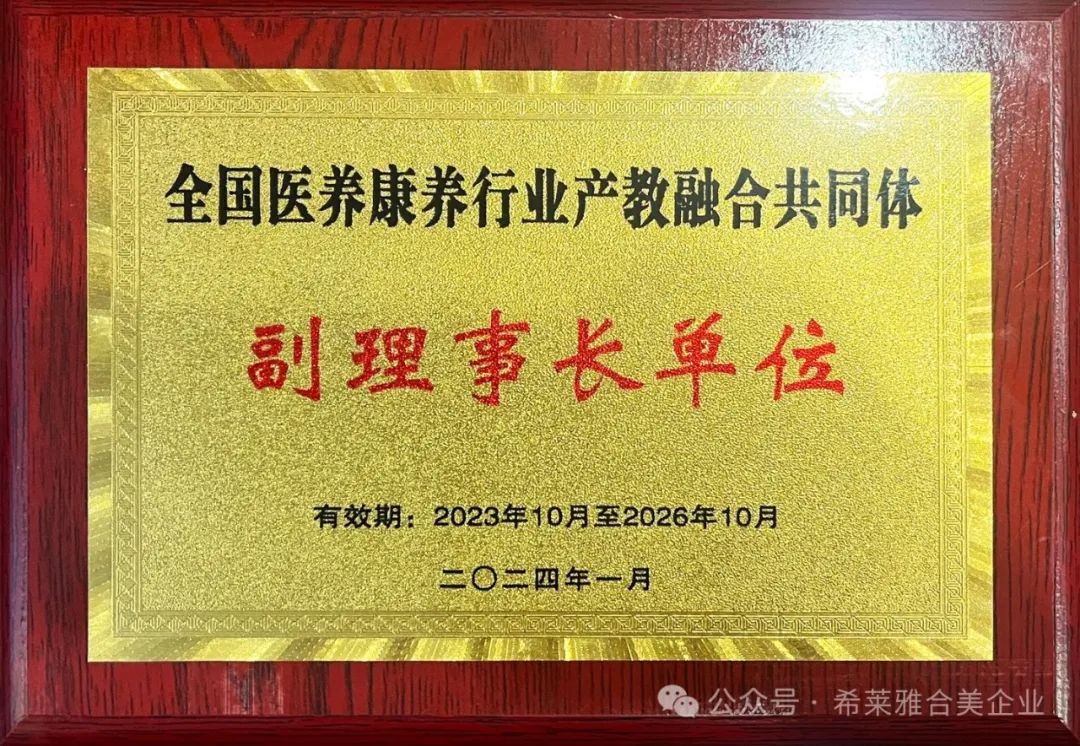 全国医养康养行业产教融合共同体
副理事长单位
有效期：2023年10月至2026年10月
二〇二四年一月
公众号·希莱雅合美企业